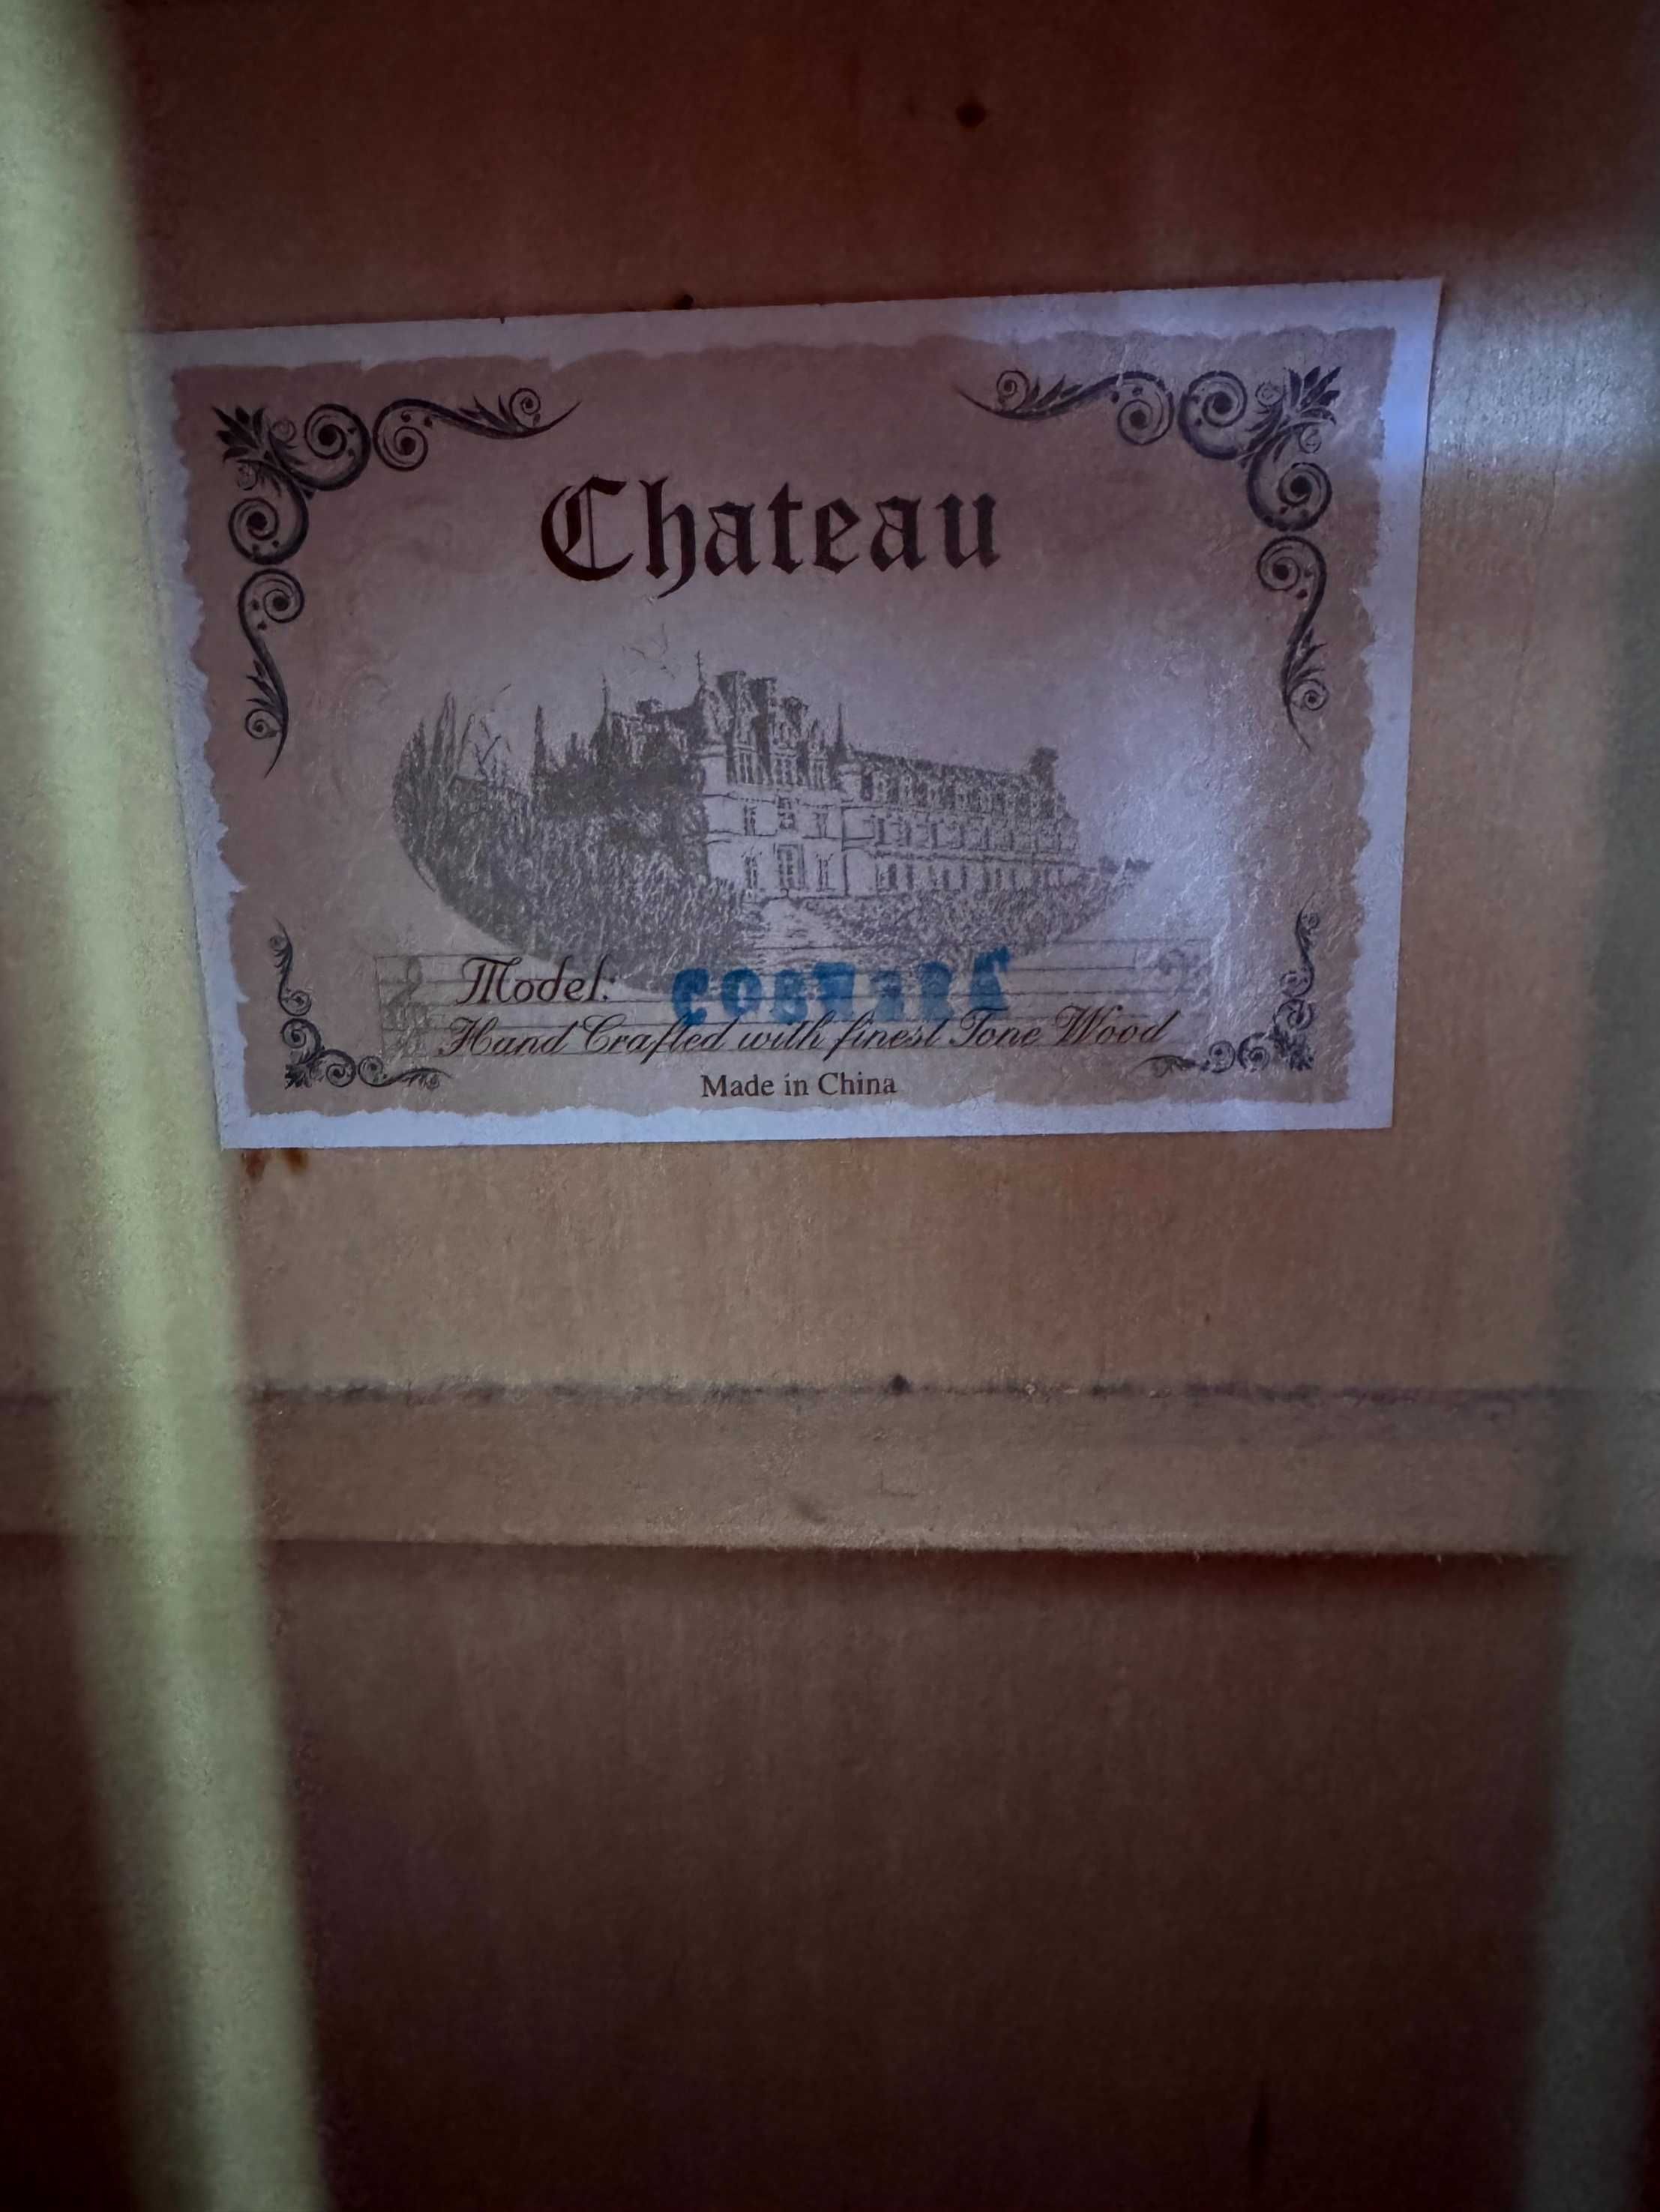 Chateau
Model:
Hand Crafted with finest Tone Wood
Made in China